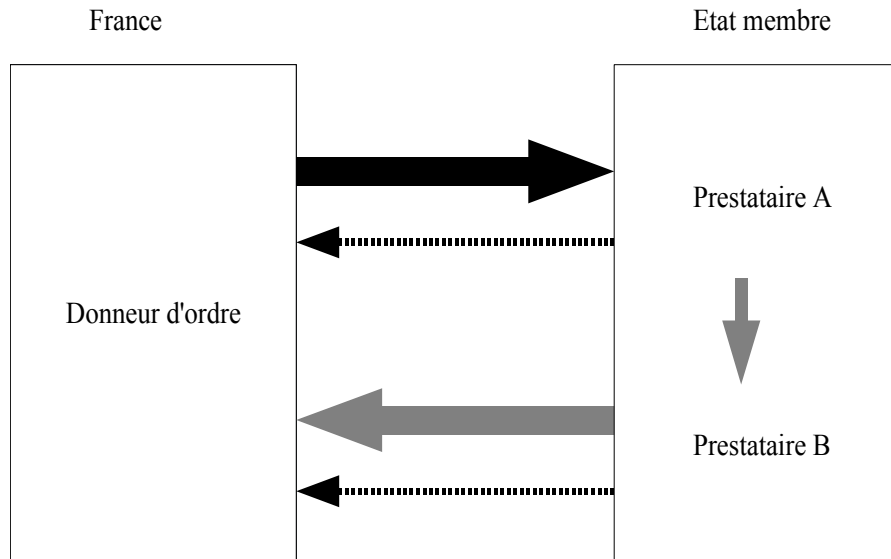 France
Etat membre
Prestataire A
Donneur d'ordre
Prestataire B